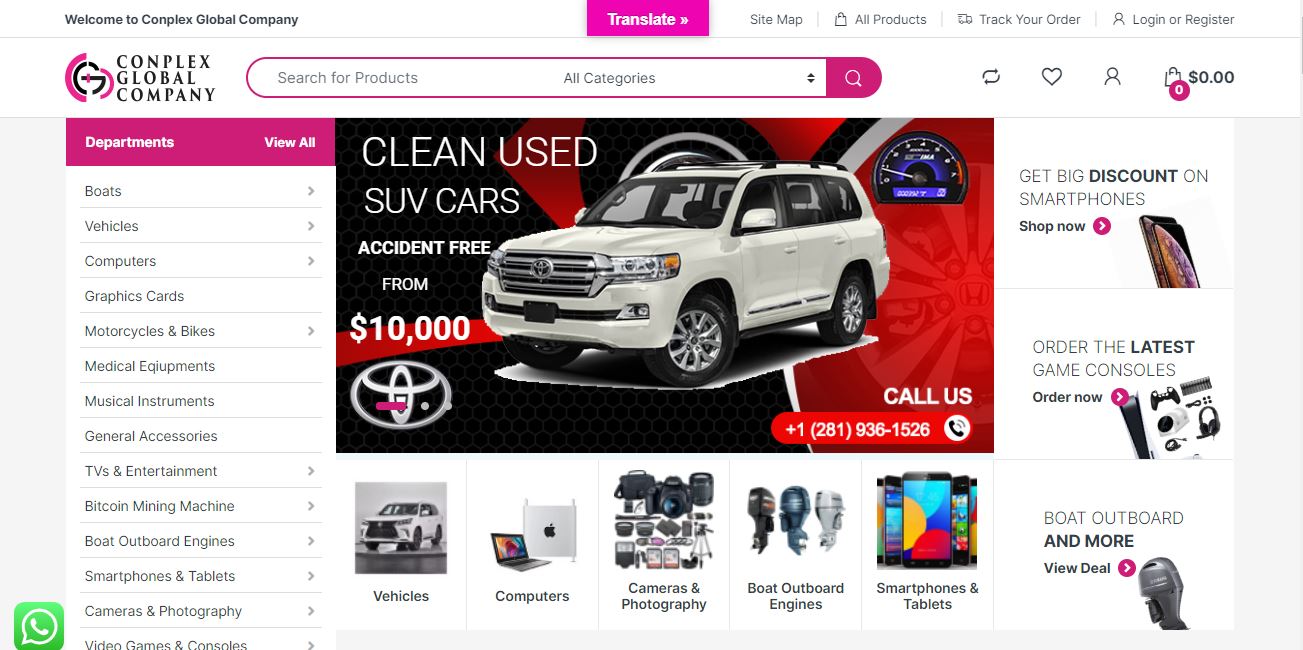 Welcome to Conplex Global Company
Translate »
Site Map
All Products
Track Your Order
Login or Register
CONPLEX
GLOBAL
COMPANY
Search for Products
All Categories
0
$0.00
Departments
View All
Boats
Vehicles
Computers
Graphics Cards
Motorcycles & Bikes
Medical Eqiupments
Musical Instruments
General Accessories
TVs & Entertainment
Bitcoin Mining Machine
Boat Outboard Engines
Smartphones & Tablets
Cameras & Photography
Video Games & Consoles
CLEAN USED
SUV CARS
ACCIDENT FREE
FROM
$10,000
CALL US
+1 (281) 936-1526
GET BIG DISCOUNT ON
SMARTPHONES
Shop now
ORDER THE LATEST
GAME CONSOLES
Order now
BOAT OUTBOARD
AND MORE
View Deal
Vehicles
Computers
Cameras &
Photography
Boat Outboard
Engines
Smartphones &
Tablets